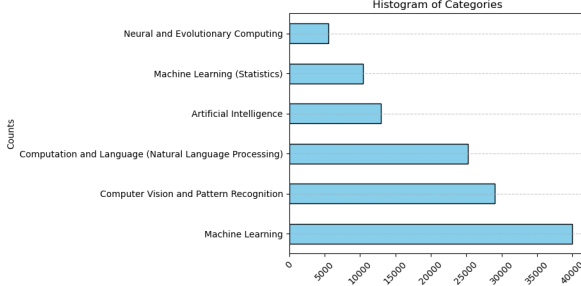 Histogram of Categories
Neural and Evolutionary Computing
Machine Learning (Statistics)
Artificial Intelligence
Counts
Computation and Language (Natural Language Processing)
Computer Vision and Pattern Recognition
Machine Learning
0 5000 10000 15000 20000 25000 30000 35000 40000